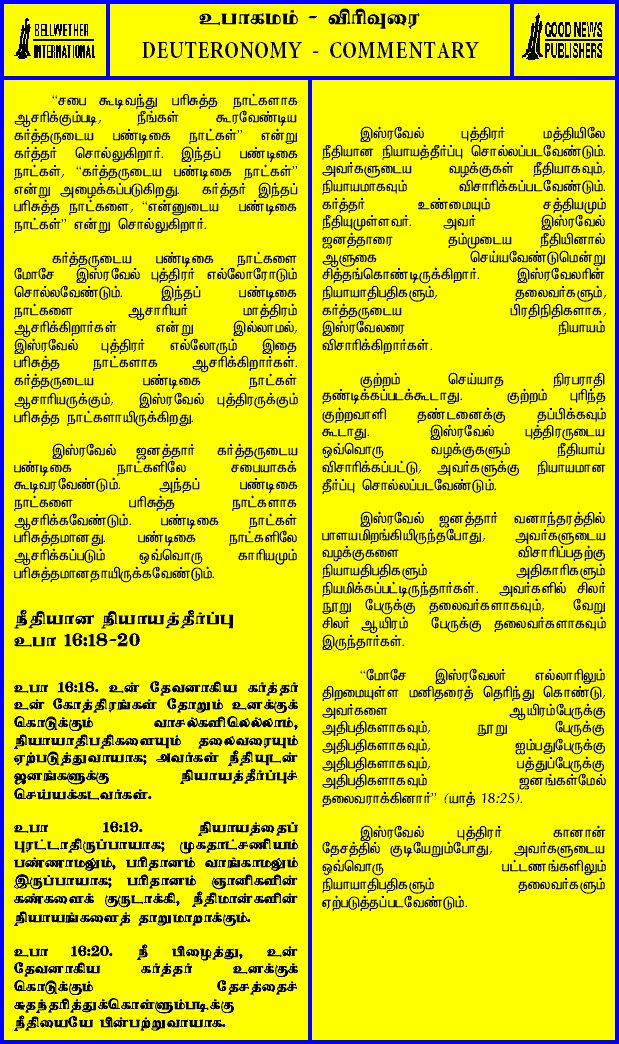 BELLWETHER
INTERNATIONAL
உபாகமம் - விரிவுரை
DEUTERONOMY - COMMENTARY
GOOD NEWS
PUBLISHERS
“சபை கூடிவந்து பரிசுத்த நாட்களாக
ஆசரிக்கும்படி, நீங்கள் கூரவேண்டிய
கர்த்தருடைய பண்டிகை நாட்கள்” என்று
கர்த்தர் சொல்லுகிறார். இந்தப் பண்டிகை
நாட்கள், “கர்த்தருடைய பண்டிகை நாட்கள்”
என்று அழைக்கப்படுகிறது. கர்த்தர் இந்தப்
பரிசுத்த நாட்களை, “என்னுடைய பண்டிகை
நாட்கள்” என்று சொல்லுகிறார்.
கர்த்தருடைய பண்டிகை நாட்களை
மோசே இஸ்ரவேல் புத்திரர் எல்லோரோடும்
சொல்லவேண்டும். இந்தப் பண்டிகை
நாட்களை ஆசாரியர் மாத்திரம்
ஆசரிக்கிறார்கள் என்று இல்லாமல்,
இஸ்ரவேல் புத்திரர் எல்லோரும் இதை
பரிசுத்த நாட்களாக ஆசரிக்கிறார்கள்.
கர்த்தருடைய பண்டிகை நாட்கள்
ஆசாரியருக்கும், இஸ்ரவேல் புத்திரருக்கும்
பரிசுத்த நாட்களாயிருக்கிறது.
இஸ்ரவேல் ஜனத்தார் கர்த்தருடைய
பண்டிகை நாட்களிலே சபையாகக்
கூடிவரவேண்டும். அந்தப் பண்டிகை
நாட்களை பரிசுத்த நாட்களாக
ஆசரிக்கவேண்டும். பண்டிகை நாட்கள்
பரிசுத்தமானது. பண்டிகை நாட்களிலே
ஆசரிக்கப்படும் ஒவ்வொரு காரியமும்
பரிசுத்தமானதாயிருக்கவேண்டும்.
நீதியான நியாயத்தீர்ப்பு
உபா 16:18-20
உபா 16:18. உன் தேவனாகிய கர்த்தர்
உன் கோத்திரங்கள் தோறும் உனக்குக்
கொடுக்கும் வாசல்களிலெல்லாம்,
நியாயாதிபதிகளையும் தலைவரையும்
ஏற்படுத்துவாயாக; அவர்கள் நீதியுடன்
ஜனங்களுக்கு நியாயத்தீர்ப்புச்
செய்யக்கடவர்கள்.
உபா 16:19. நியாயத்தைப்
புரட்டாதிருப்பாயாக; முகதாட்சணியம்
பண்ணாமலும், பரிதானம் வாங்காமலும்
இருப்பாயாக; பரிதானம் ஞானிகளின்
கண்களைக் குருடாக்கி, நீதிமான்களின்
நியாயங்களைத் தாறுமாறாக்கும்.
உபா 16:20. நீ பிழைத்து, உன்
தேவனாகிய கர்த்தர் உனக்குக்
கொடுக்கும் தேசத்தைச்
சுதந்தரித்துக்கொள்ளும்படிக்கு
நீதியையே பின்பற்றுவாயாக.
இஸ்ரவேல் புத்திரர் மத்தியிலே
நீதியான நியாயத்தீர்ப்பு சொல்லப்படவேண்டும்.
அவர்களுடைய வழக்குகள் நீதியாகவும்,
நியாயமாகவும் விசாரிக்கப்படவேண்டும்.
கர்த்தர் உண்மையும் சத்தியமும்
நீதியுமுள்ளவர். அவர் இஸ்ரவேல்
ஜனத்தாரை தம்முடைய நீதியினால்
ஆளுகை செய்யவேண்டுமென்று
சித்தங்கொண்டிருக்கிறார். இஸ்ரவேலரின்
நியாயாதிபதிகளும், தலைவர்களும்,
கர்த்தருடைய பிரதிநிதிகளாக,
இஸ்ரவேலரை நியாயம்
விசாரிக்கிறார்கள்.
குற்றம் செய்யாத நிரபராதி
தண்டிக்கப்படக்கூடாது. குற்றம் புரிந்த
குற்றவாளி தண்டனைக்கு தப்பிக்கவும்
கூடாது. இஸ்ரவேல் புத்திரருடைய
ஒவ்வொரு வழக்குகளும் நீதியாய்
விசாரிக்கப்பட்டு, அவர்களுக்கு நியாயமான
தீர்ப்பு சொல்லப்படவேண்டும்.
இஸ்ரவேல் ஜனத்தார் வனாந்தரத்தில்
பாளயமிறங்கியிருந்தபோது, அவர்களுடைய
வழக்குகளை விசாரிப்பதற்கு
நியாயதிபதிகளும் அதிகாரிகளும்
நியமிக்கப்பட்டிருந்தார்கள். அவர்களில் சிலர்
நூறு பேருக்கு தலைவர்களாகவும், வேறு
சிலர் ஆயிரம் பேருக்கு தலைவர்களாகவும்
இருந்தார்கள்.
“மோசே இஸ்ரவேலர் எல்லாரிலும்
திறமையுள்ள மனிதரைத் தெரிந்து கொண்டு,
அவர்களை ஆயிரம்பேருக்கு
அதிபதிகளாகவும், நூறு பேருக்கு
அதிபதிகளாகவும், ஐம்பதுபேருக்கு
அதிபதிகளாகவும், பத்துப்பேருக்கு
அதிபதிகளாகவும் ஜனங்கள்மேல்
தலைவராக்கினார்” (யாத் 18:25).
இஸ்ரவேல் புத்திரர் கானான்
தேசத்தில் குடியேறும்போது, அவர்களுடைய
ஒவ்வொரு பட்டணங்களிலும்
நியாயாதிபதிகளும் தலைவர்களும்
ஏற்படுத்தப்படவேண்டும்.